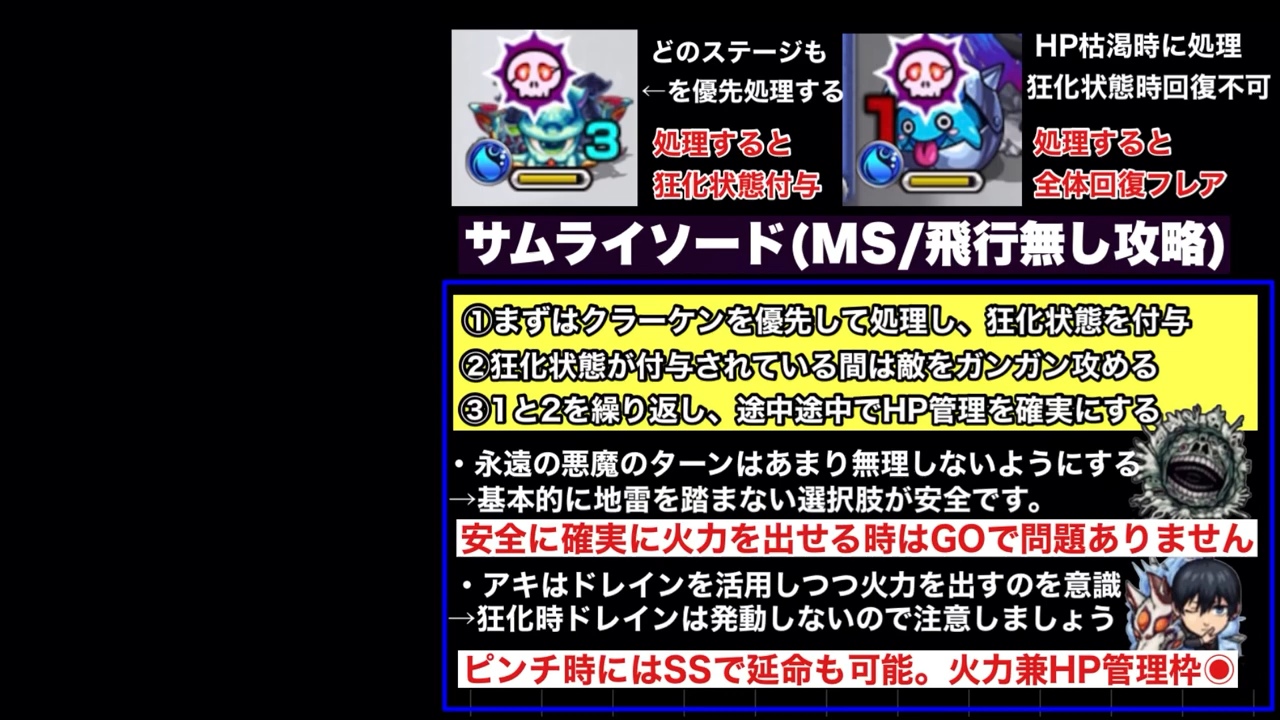 どのステージも
←を優先処理する
処理すると
狂化状態付与
3
HP枯渇時に処理
狂化状態時回復不可
処理すると
全体回復フレア
1
サムライソード(MS/飛行無し攻略)
①まずはクラーケンを優先して処理し、狂化状態を付与
②狂化状態が付与されている間は敵をガンガン攻める
③1と2を繰り返し、途中途中でHP管理を確実にする
・永遠の悪魔のターンはあまり無理しないようにする
→基本的に地雷を踏まない選択肢が安全です。
安全に確実に火力を出せる時はGOで問題ありません
・アキはドレインを活用しつつ火力を出すのを意識
→狂化時ドレインは発動しないので注意しましょう
ピンチ時にはSSで延命も可能。火力兼HP管理枠◉